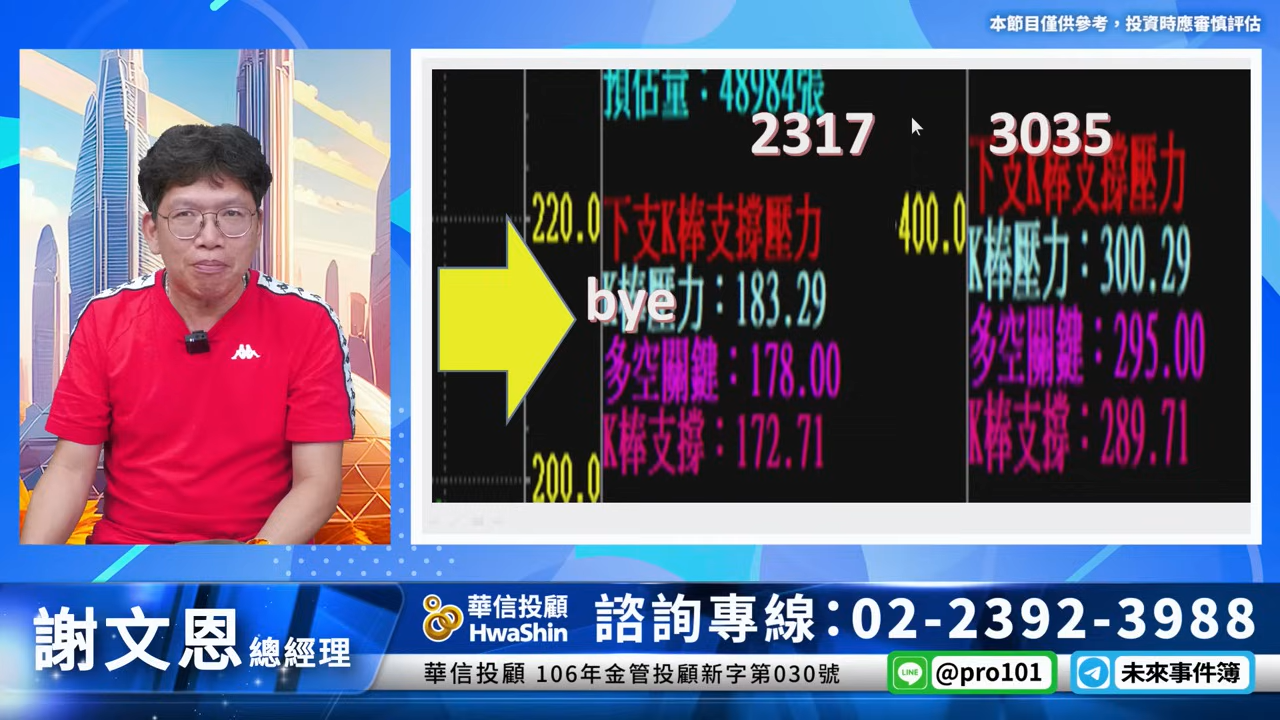 本節目僅供參考，投資時應審慎評估
預估量：48984張
2317
3035
220.0
下支K棒支撐壓力
bye
K棒壓力：183.29
多空關鍵：178.00
K棒支撐：172.71
200.0
400.0
下支K棒支撐壓力
K棒壓力：300.29
多空關鍵：295.00
K棒支撐：289.71
謝文恩 總經理
華信投顧
HwaShin
諮詢專線：02-2392-3988
華信投顧 106年金管投顧新字第030號
LINE
@pro101
未來事件簿